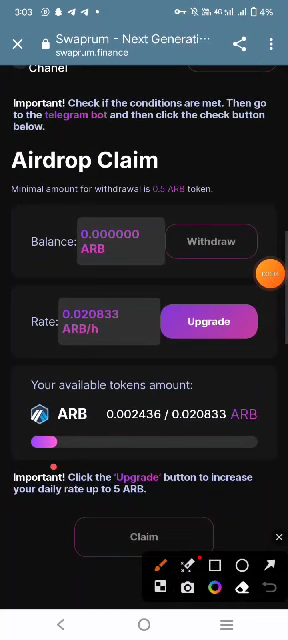 3:03
4G 5G 4%
Swaprum - Next Generati...
swaprum.finance
Chanel
Important! Check if the conditions are met. Then go
to the telegram bot and then click the check button
below.
Airdrop Claim
Minimal amount for withdrawal is 0.5 ARB token.
Balance: 0.000000 ARB Withdraw
Rate: 0.020833 ARB/h Upgrade
Your available tokens amount:
ARB 0.002436 / 0.020833 ARB
Important! Click the 'Upgrade' button to increase
your daily rate up to 5 ARB.
Claim